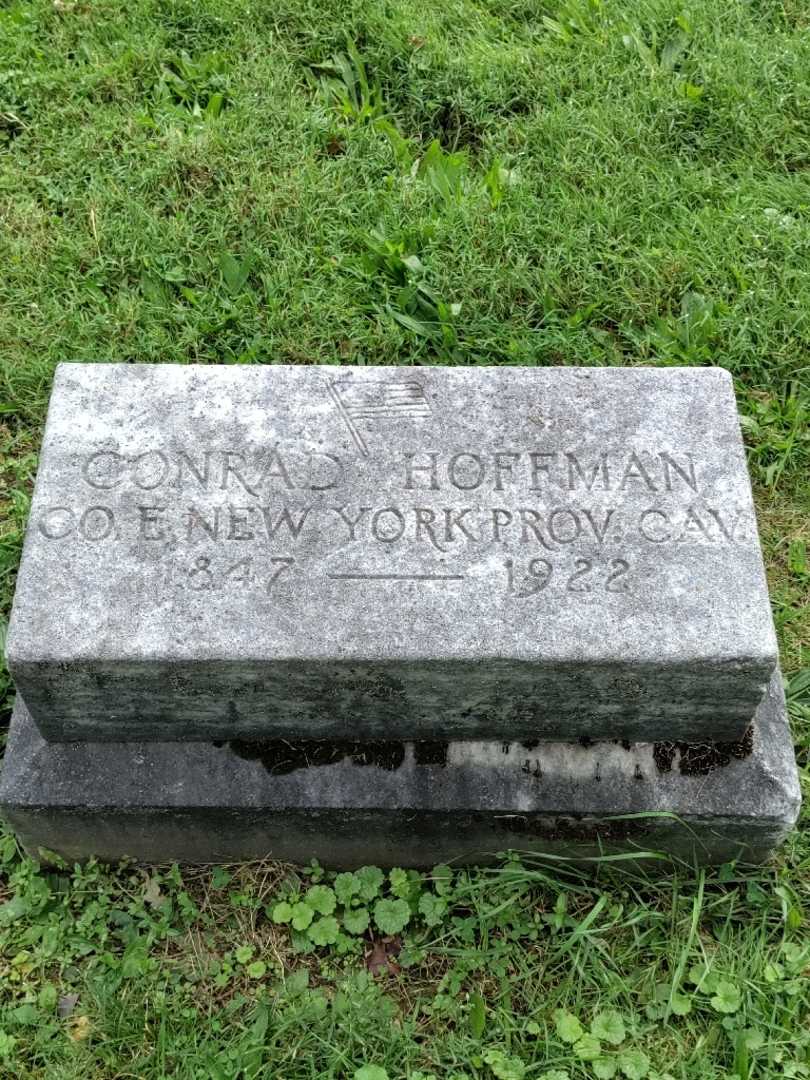 CONRAD HOFFMAN
CO. E. NEW YORK PROV. CAV.
1847 — 1922